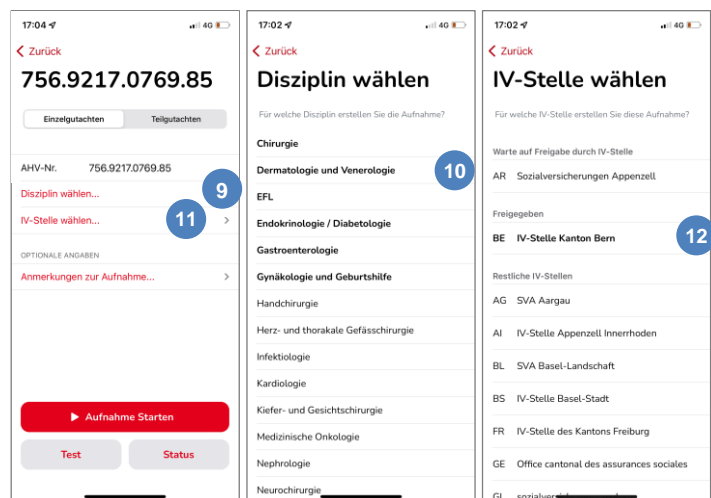 17:04
4G
Zurück
756.9217.0769.85
Einzelgutachten Teilgutachten
AHV-Nr. 756.9217.0769.85
Disziplin wählen...
9
IV-Stelle wählen...
11
OPTIONALE ANGABEN
Anmerkungen zur Aufnahme...
Aufnahme Starten
Test Status
17:02
4G
Zurück
Disziplin wählen
Für welche Disziplin erstellen Sie die Aufnahme?
Chirurgie
Dermatologie und Venerologie
10
EFL
Endokrinologie / Diabetologie
Gastroenterologie
Gynäkologie und Geburtshilfe
Handchirurgie
Herz- und thorakale Gefässchirurgie
Infektiologie
Kardiologie
Kiefer- und Gesichtschirurgie
Medizinische Onkologie
Nephrologie
Neurochirurgie
17:02
4G
Zurück
IV-Stelle wählen
Für welche IV-Stelle erstellen Sie diese Aufnahme?
Warte auf Freigabe durch IV-Stelle
AR Sozialversicherungen Appenzell
Freigegeben
BE IV-Stelle Kanton Bern
12
Restliche IV-Stellen
AG SVA Aargau
AI IV-Stelle Appenzell Innerrhoden
BL SVA Basel-Landschaft
BS IV-Stelle Basel-Stadt
FR IV-Stelle des Kantons Freiburg
GE Office cantonal des assurances sociales
GL